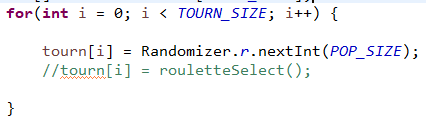 for(int i = 0; i < TOURN_SIZE; i++) {
tourn[i] = Randomizer.r.nextInt(POP_SIZE);
//tourn[i] = rouletteSelect();
}